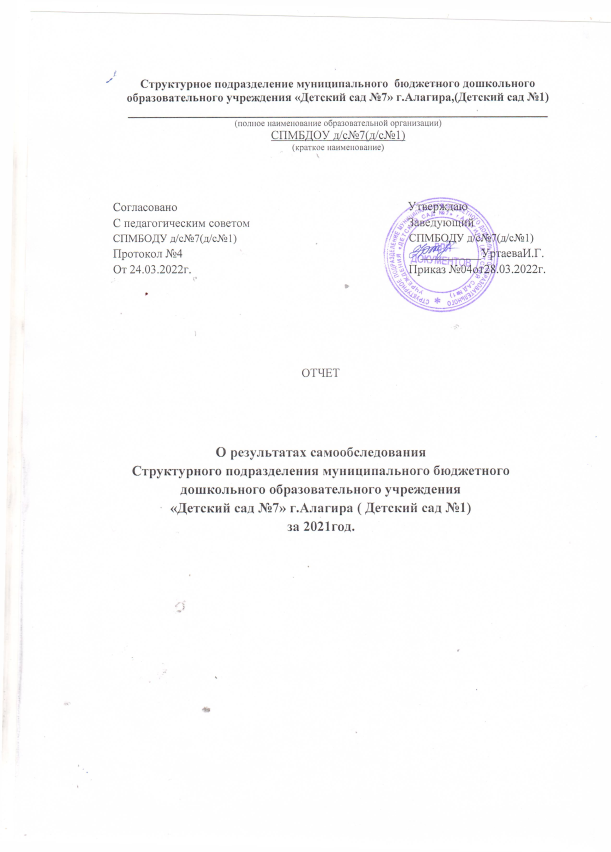 Структурное подразделение муниципального бюджетного дошкольного
образовательного учреждения «Детский сад №7» г.Алагира,(Детский сад №1)
(полное наименование образовательной организации)
СПМБДОУ д/с№7(д/с№1)
(краткое наименование)
Согласовано
С педагогическим советом
СПМБОДУ д/с№7(д/с№1)
Протокол №4
От 24.03.2022г.
Утверждаю
Заведующий
СПМБОДУ д/с№7(д/с№1)
УртаеваИ.Г.
Приказ №04от28.03.2022г.
ДОКУМЕНТОВ
ОТЧЕТ
О результатах самообследования
Структурного подразделения муниципального бюджетного
дошкольного образовательного учреждения
«Детский сад №7» г.Алагира ( Детский сад №1)
за 2021год.